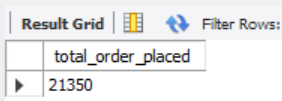 Result Grid Filter Rows:
total_order_placed
21350